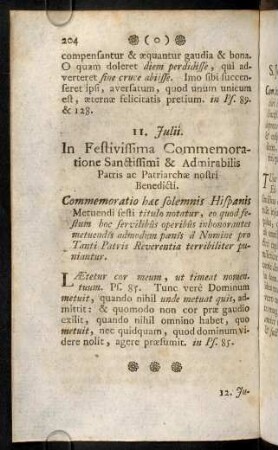 204 ❁ ( o ) ❁
compensantur & æquantur gaudia & bona.
O quam doleret diem perdidisse, qui ad-
verteret sine cruce abiisse. Imo sibi succen-
seret ipsi, aversatum, quod unum unicum
est, æternæ felicitatis pretium. in Ps. 89.
& 128.
11. Julii.
In Festivissima Commemora-
tione Sanctissimi & Admirabilis
Patris ac Patriarchæ nostri
Benedicti.
Commemoratio hæc solemnis Hispanis
Metuendi festi titulo notatur, eo quod fe-
stum hoc servilibus operibus inhonorantes
metuendis admodum pœnis à Numine pro
Tanti Patris Reverentia terribiliter pu-
niantur.
LÆtetur cor meum, ut timeat nomen
tuum. Ps. 85. Tunc verè Dominum
metuit, quando nihil unde metuat quit, ad-
mittit: & quomodo non cor præ gaudio
exilit, quando nihil omnino habet, quo
metuit, nec quidquam, quod dominum vi-
dere nolit, agere præsumit. in Ps. 85.
12. Ju-